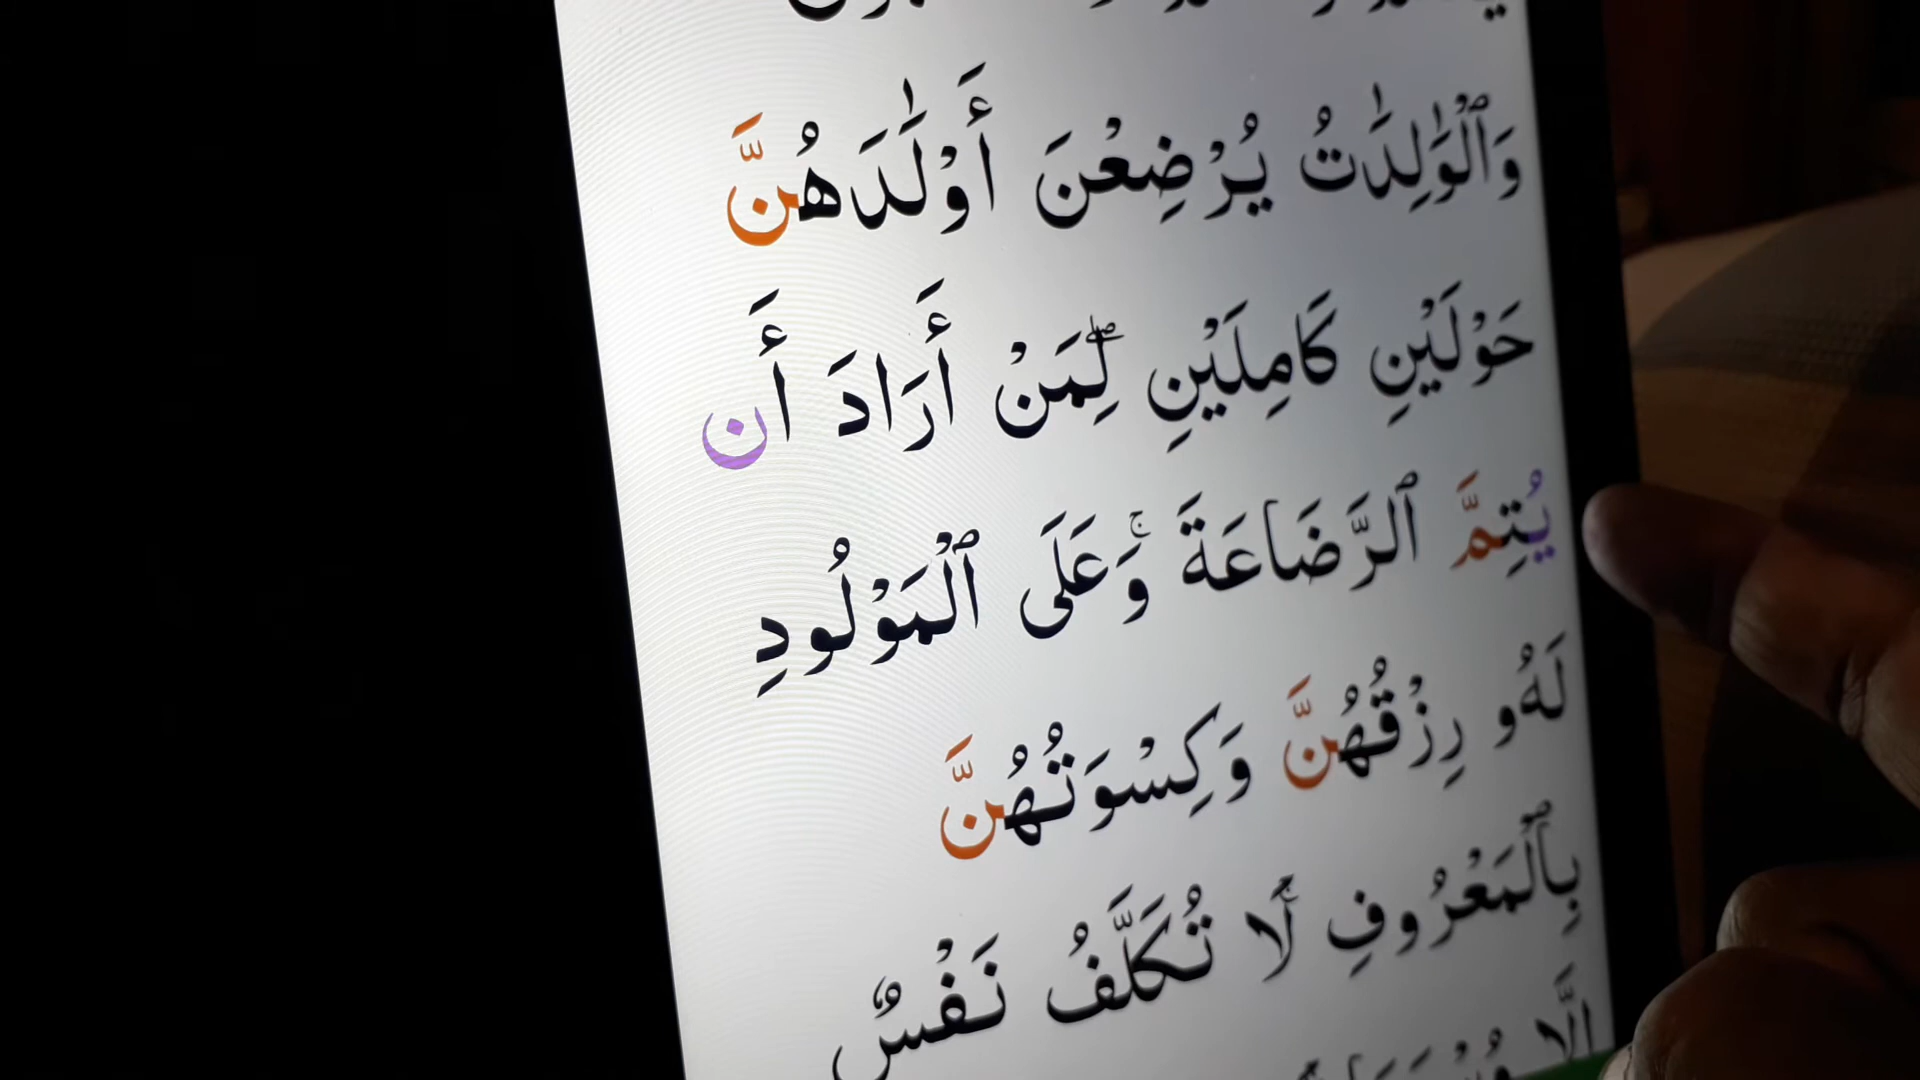 وَٱلْوَٰلِدَٰتُ يُرْضِعْنَ أَوْلَٰدَهُنَّ
حَوْلَيْنِ كَامِلَيْنِ ۖ لِمَنْ أَرَادَ أَن
يُتِمَّ ٱلرَّضَاعَةَ ۚ وَعَلَى ٱلْمَوْلُودِ
لَهُۥ رِزْقُهُنَّ وَكِسْوَتُهُنَّ
بِٱلْمَعْرُوفِ ۚ لَا تُكَلَّفُ نَفْسٌ
إِلَّا